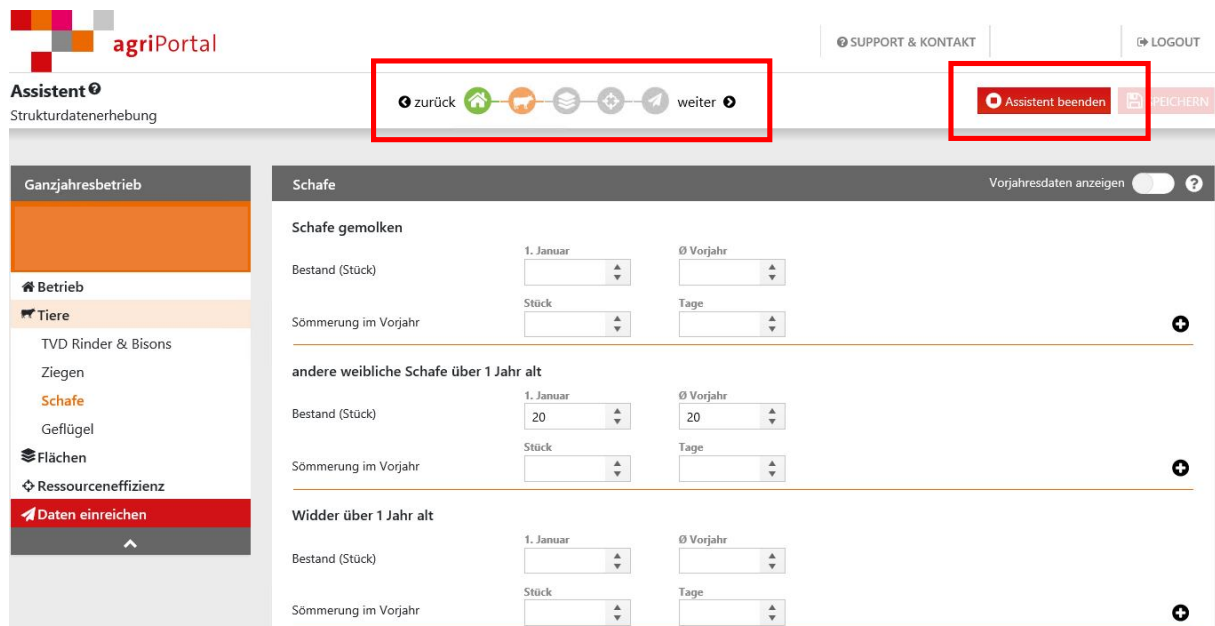 agriPortal
SUPPORT & KONTAKT
LOGOUT
Assistent
Strukturdatenerhebung
zurück
weiter
Assistent beenden
SPEICHERN
Ganzjahresbetrieb
Betrieb
Tiere
TVD Rinder & Bisons
Ziegen
Schafe
Geflügel
Flächen
Ressourceneffizienz
Daten einreichen
Schafe
Vorjahresdaten anzeigen
Schafe gemolken
1. Januar Ø Vorjahr
Bestand (Stück)
Stück Tage
Sömmerung im Vorjahr
andere weibliche Schafe über 1 Jahr alt
1. Januar Ø Vorjahr
Bestand (Stück) 20 20
Stück Tage
Sömmerung im Vorjahr
Widder über 1 Jahr alt
1. Januar Ø Vorjahr
Bestand (Stück)
Stück Tage
Sömmerung im Vorjahr